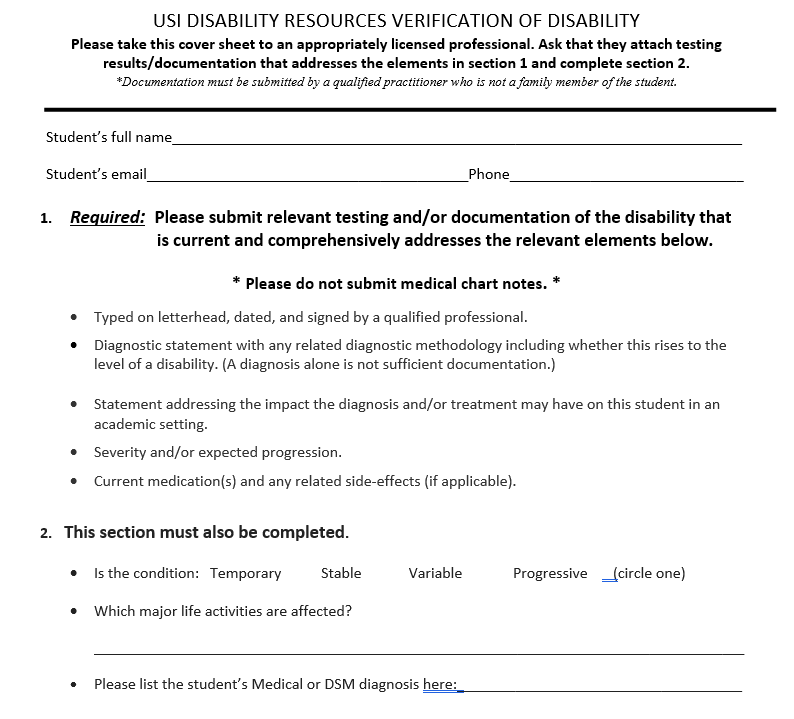 USI DISABILITY RESOURCES VERIFICATION OF DISABILITY
Please take this cover sheet to an appropriately licensed professional. Ask that they attach testing
results/documentation that addresses the elements in section 1 and complete section 2.
*Documentation must be submitted by a qualified practitioner who is not a family member of the student.
Student's full name
Student's email Phone
1. Required: Please submit relevant testing and/or documentation of the disability that
is current and comprehensively addresses the relevant elements below.
* Please do not submit medical chart notes. *
• Typed on letterhead, dated, and signed by a qualified professional.
• Diagnostic statement with any related diagnostic methodology including whether this rises to the
level of a disability. (A diagnosis alone is not sufficient documentation.)
• Statement addressing the impact the diagnosis and/or treatment may have on this student in an
academic setting.
• Severity and/or expected progression.
• Current medication(s) and any related side-effects (if applicable).
2. This section must also be completed.
• Is the condition: Temporary Stable Variable Progressive (circle one)
• Which major life activities are affected?
• Please list the student's Medical or DSM diagnosis here: